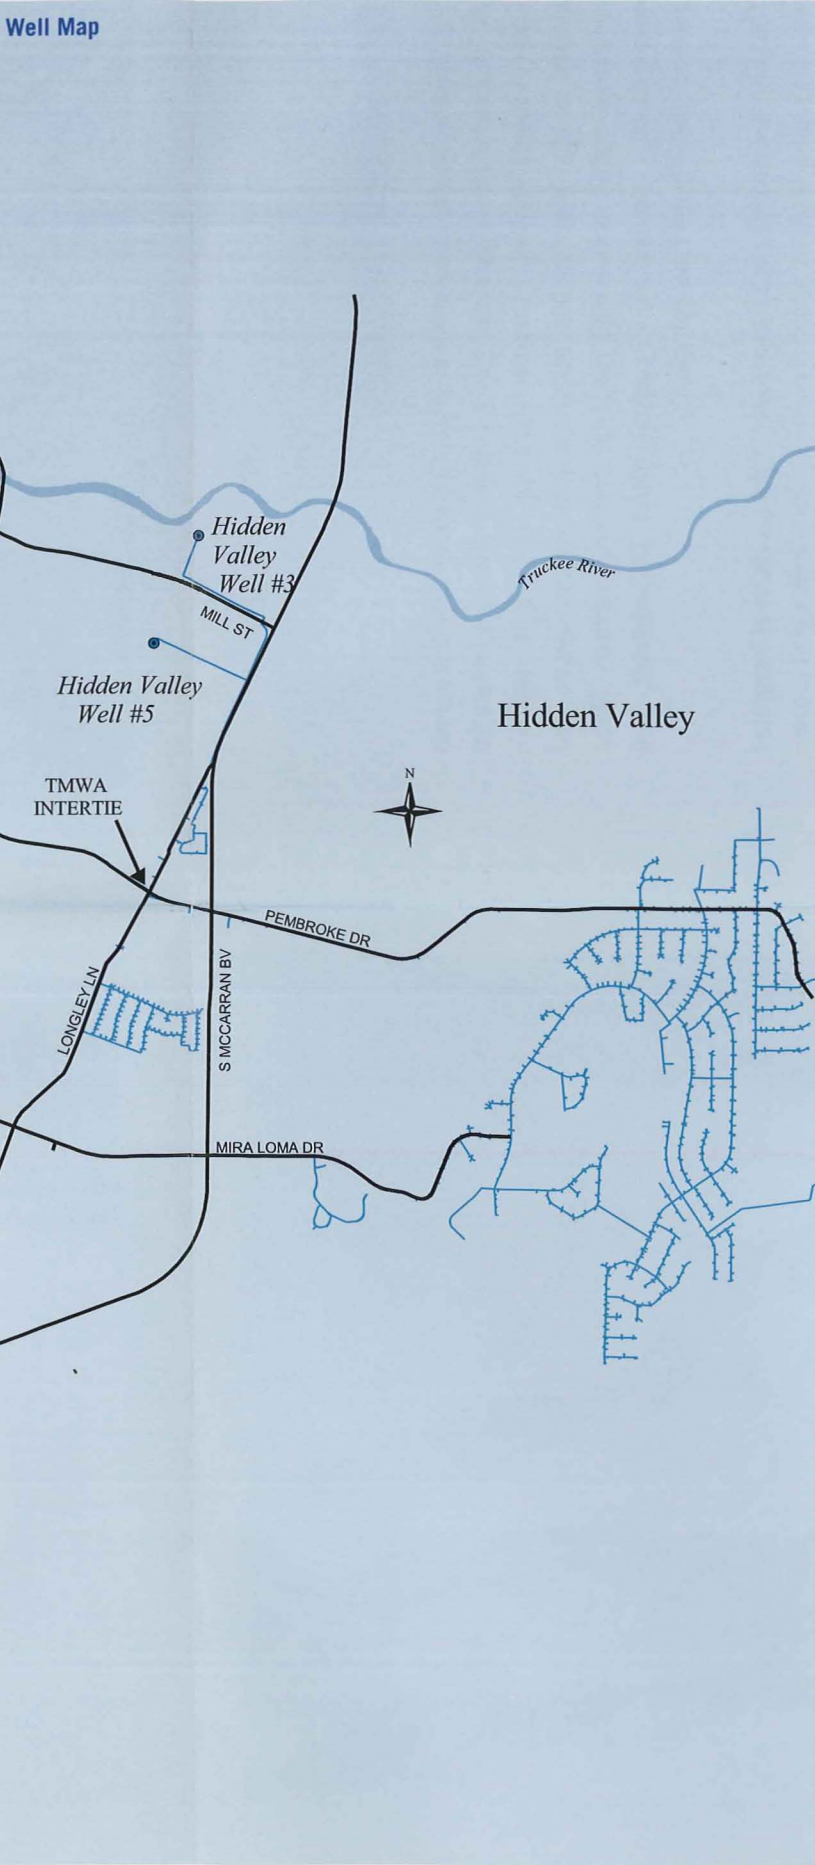 Well Map
Hidden
Valley
Well #3
MILL ST
Truckee River
Hidden Valley
Well #5
Hidden Valley
N
TMWA
INTERTIE
PEMBROKE DR
LONGLEY LN
S MCCARRAN BV
MIRA LOMA DR